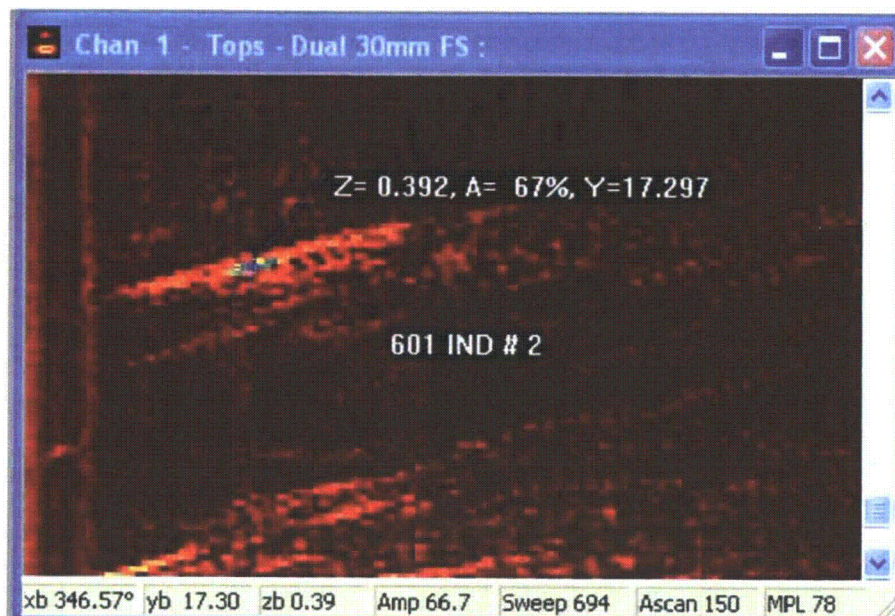 Chan 1 - Tops - Dual 30mm FS :
Z= 0.392, A= 67%, Y=17.297
601 IND # 2
xb 346.57° yb 17.30 zb 0.39 Amp 66.7 Sweep 694 Ascan 150 MPL 78